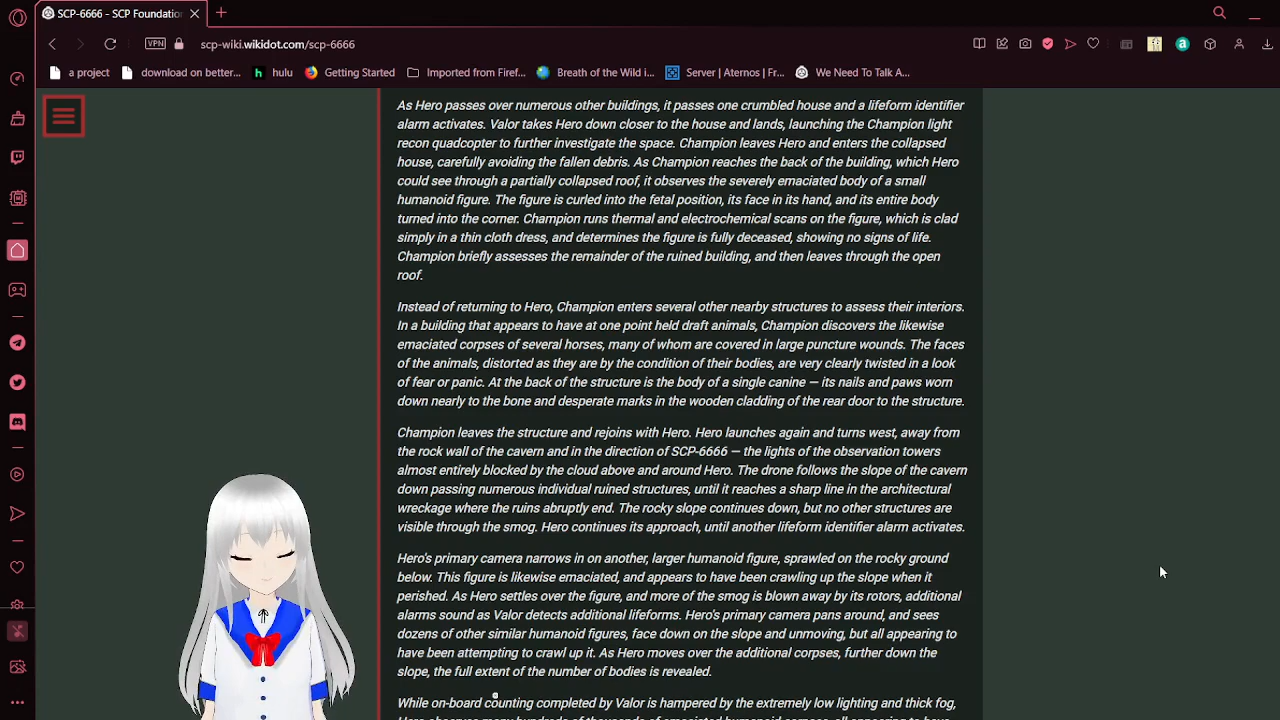 SCP-6666 - SCP Foundation
VPN
scp-wiki.wikidot.com/scp-6666
a project
download on better...
hulu
Getting Started
Imported from Firef...
Breath of the Wild i...
Server | Aternos | Fr...
We Need To Talk A...
As Hero passes over numerous other buildings, it passes one crumbled house and a lifeform identifier
alarm activates. Valor takes Hero down closer to the house and lands, launching the Champion light
recon quadcopter to further investigate the space. Champion leaves Hero and enters the collapsed
house, carefully avoiding the fallen debris. As Champion reaches the back of the building, which Hero
could see through a partially collapsed roof, it observes the severely emaciated body of a small
humanoid figure. The figure is curled into the fetal position, its face in its hand, and its entire body
turned into the corner. Champion runs thermal and electrochemical scans on the figure, which is clad
simply in a thin cloth dress, and determines the figure is fully deceased, showing no signs of life.
Champion briefly assesses the remainder of the ruined building, and then leaves through the open
roof.
Instead of returning to Hero, Champion enters several other nearby structures to assess their interiors.
In a building that appears to have at one point held draft animals, Champion discovers the likewise
emaciated corpses of several horses, many of whom are covered in large puncture wounds. The faces
of the animals, distorted as they are by the condition of their bodies, are very clearly twisted in a look
of fear or panic. At the back of the structure is the body of a single canine — its nails and paws worn
down nearly to the bone and desperate marks in the wooden cladding of the rear door to the structure.
Champion leaves the structure and rejoins with Hero. Hero launches again and turns west, away from
the rock wall of the cavern and in the direction of SCP-6666 — the lights of the observation towers
almost entirely blocked by the cloud above and around Hero. The drone follows the slope of the cavern
down passing numerous individual ruined structures, until it reaches a sharp line in the architectural
wreckage where the ruins abruptly end. The rocky slope continues down, but no other structures are
visible through the smog. Hero continues its approach, until another lifeform identifier alarm activates.
Hero's primary camera narrows in on another, larger humanoid figure, sprawled on the rocky ground
below. This figure is likewise emaciated, and appears to have been crawling up the slope when it
perished. As Hero settles over the figure, and more of the smog is blown away by its rotors, additional
alarms sound as Valor detects additional lifeforms. Hero's primary camera pans around, and sees
dozens of other similar humanoid figures, face down on the slope and unmoving, but all appearing to
have been attempting to crawl up it. As Hero moves over the additional corpses, further down the
slope, the full extent of the number of bodies is revealed.
While on-board counting completed by Valor is hampered by the extremely low lighting and thick fog,
Hero observes many hundreds of thousands of emaciated humanoid corpses, all appearing to have